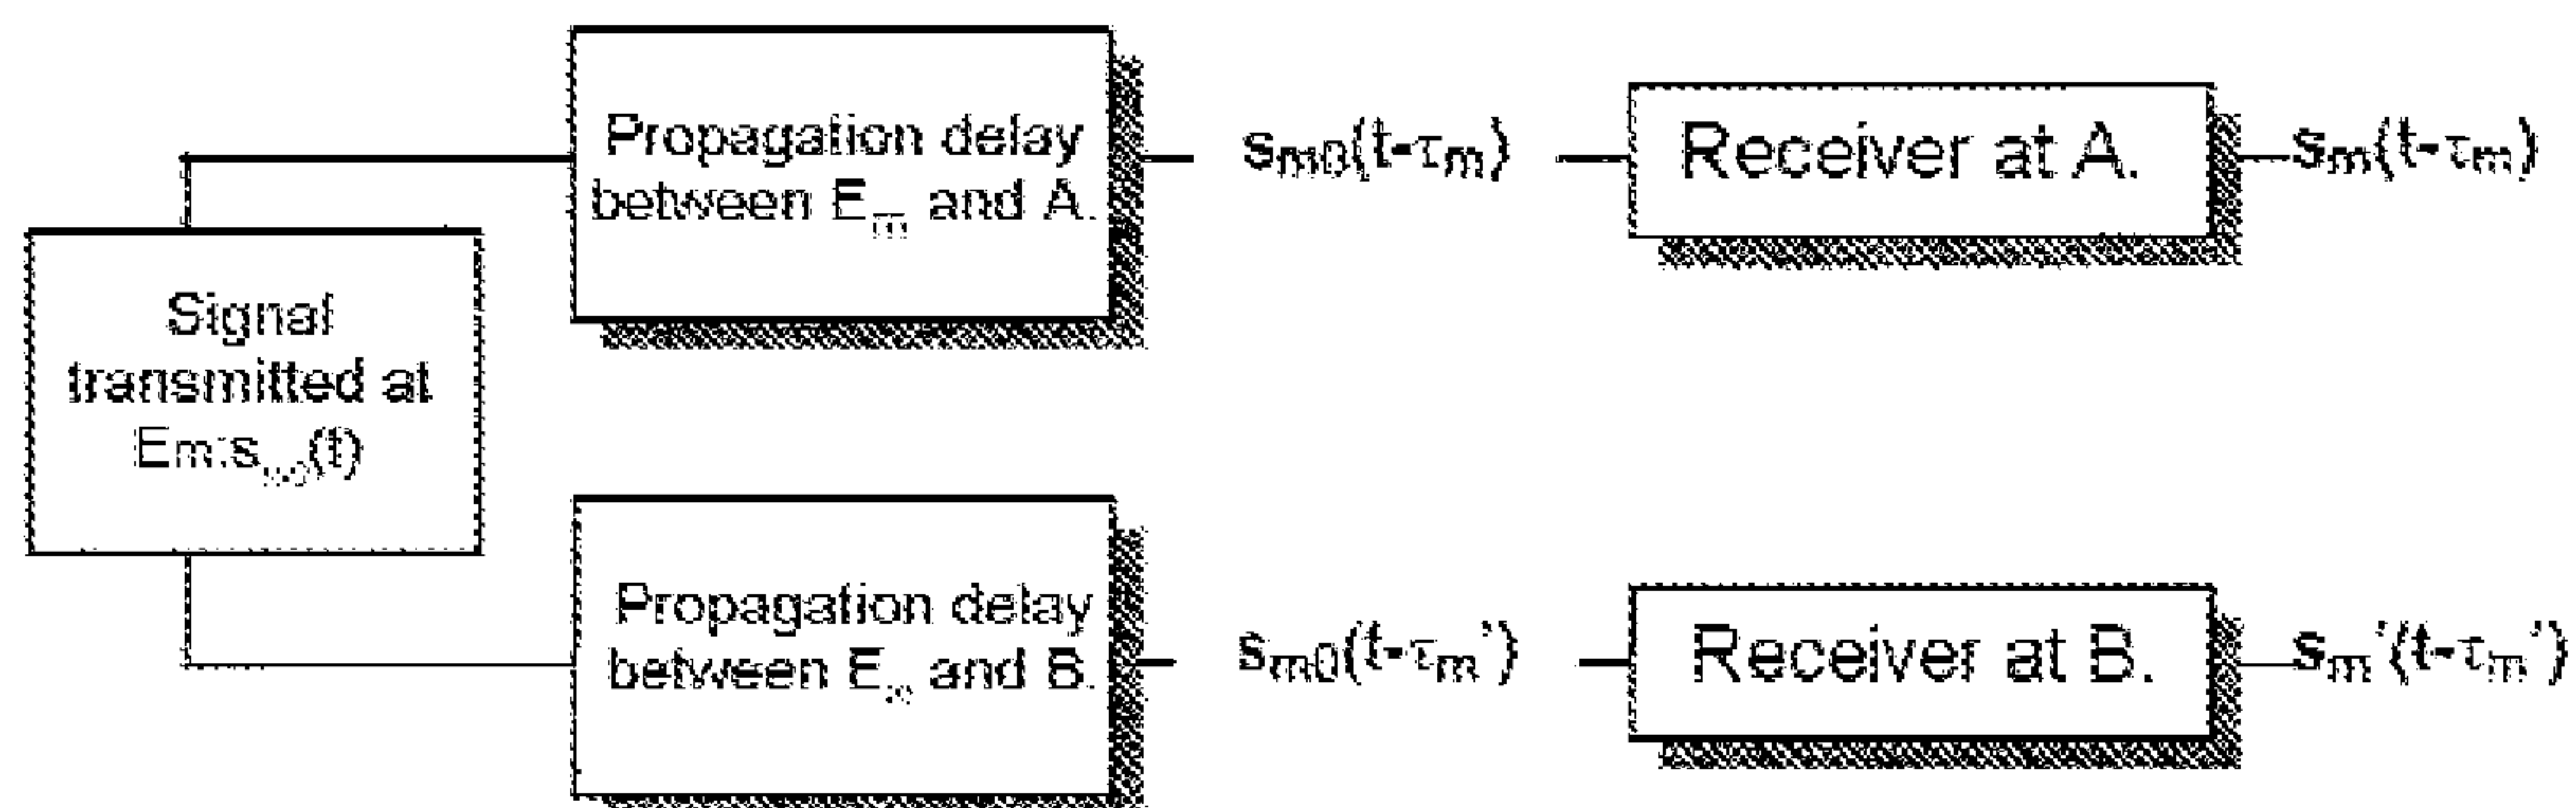 Propagation delay
between Em and A.
sm0(t-τm)
Receiver at A.
sm(t-τm)
Signal
transmitted at
Em:sm0(t)
Propagation delay
between Em and B.
sm0(t-τm')
Receiver at B.
sm'(t-τm')